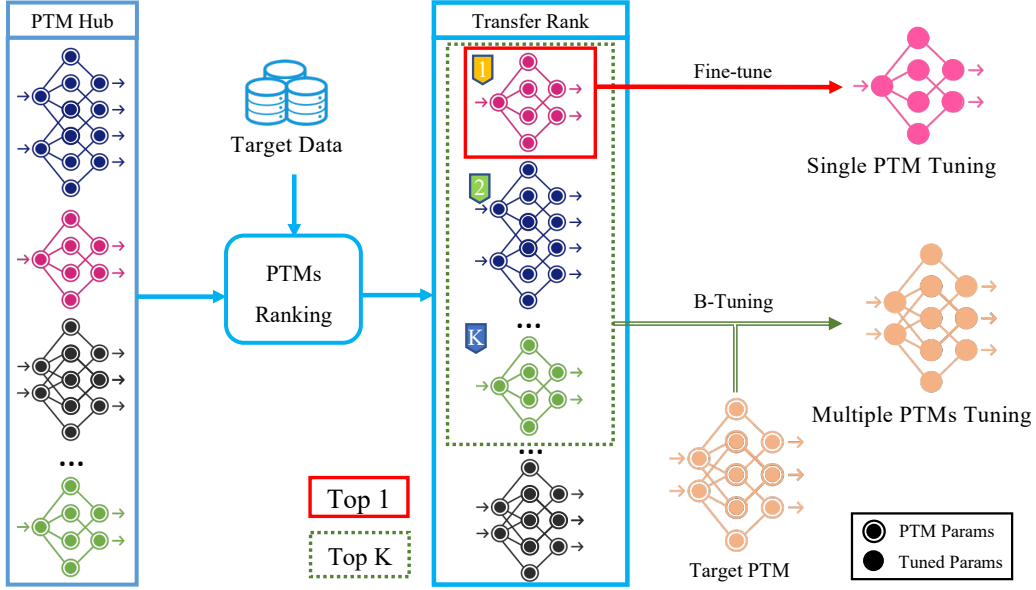 PTM Hub
Transfer Rank
1
Fine-tune
Single PTM Tuning
Target Data
2
PTMs
Ranking
B-Tuning
...
K
Multiple PTMs Tuning
...
...
Top 1
Top K
Target PTM
PTM Params
Tuned Params